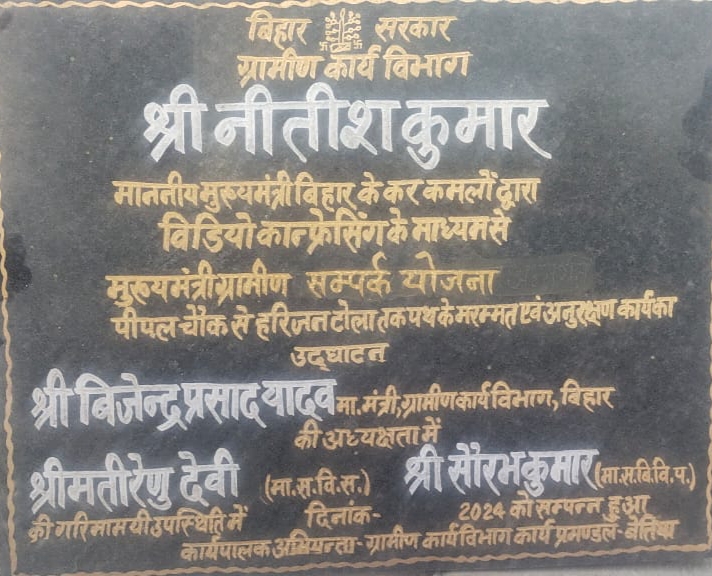 बिहार सरकार
ग्रामीण कार्य विभाग
श्री नीतीश कुमार
माननीय मुख्यमंत्री बिहार के कर कमलों द्वारा
विडियो कान्फ्रेसिंग के माध्यम से
मुख्यमंत्री ग्रामीण सम्पर्क योजना
पीपल चौक से हरिजन टोला तक पथ के मरम्मत एवं अनुरक्षण कार्य का
उद्घाटन
श्री बिजेन्द्र प्रसाद यादव मा. मंत्री, ग्रामीण कार्य विभाग, बिहार
की अध्यक्षता में
श्रीमती रेणु देवी (मा.स.वि.स.) श्री सौरभ कुमार (मा.स.बि.वि.प.)
की गरिमामयी उपस्थिति में दिनांक- 2024 को सम्पन्न हुआ
कार्यपालक अभियन्ता- ग्रामीण कार्य विभाग कार्य प्रमण्डल- बेतिया